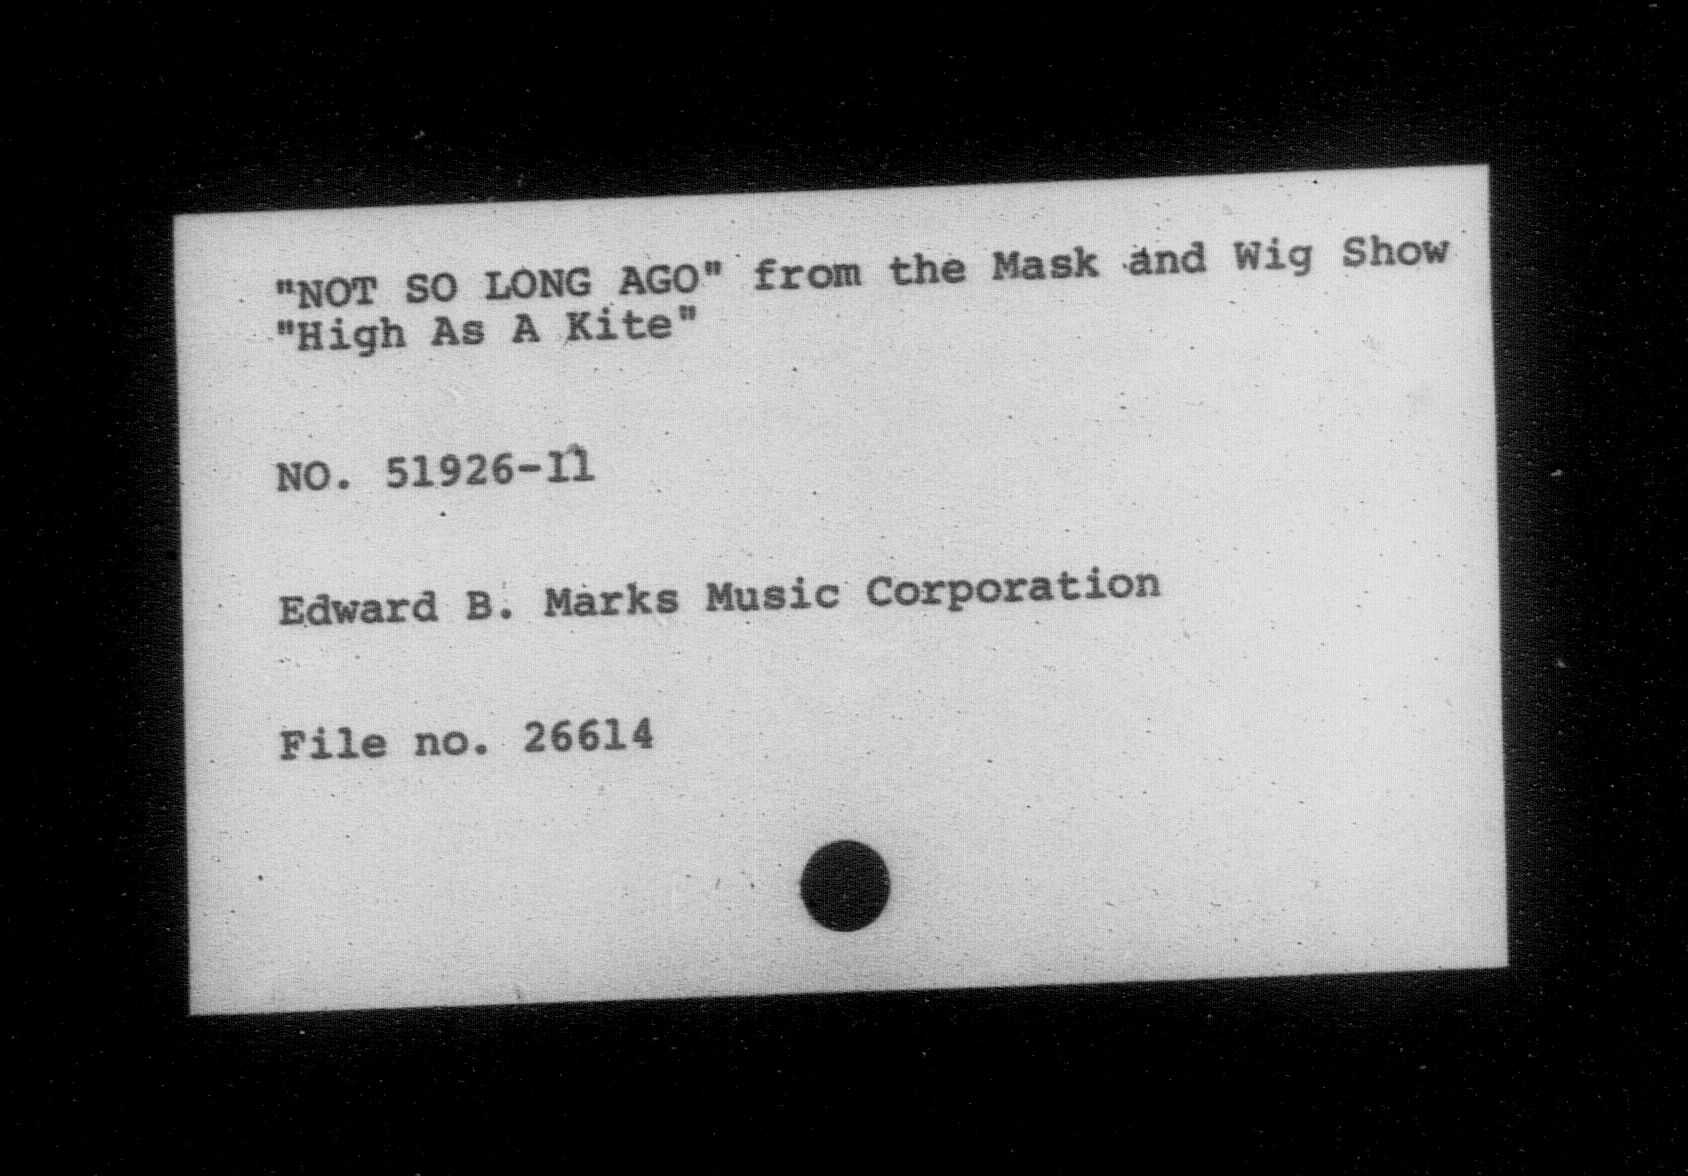 "NOT SO LONG AGO" from the Mask and Wig Show
"High As A Kite"
NO. 51926-11
Edward B. Marks Music Corporation
File no. 26614